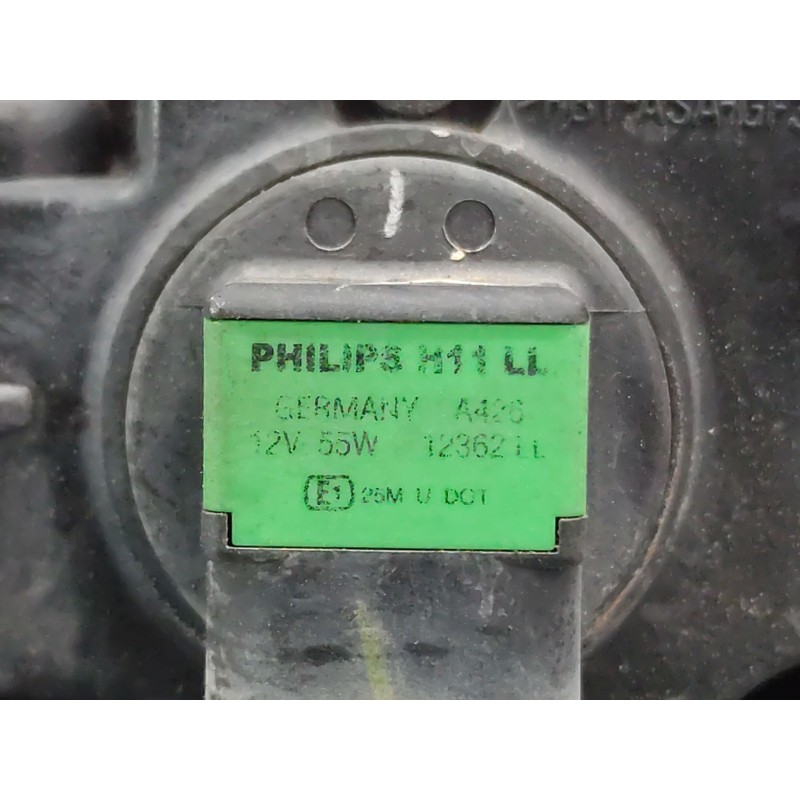 PHILIPS H11 LL
GERMANY A426
12V 55W 12362 LL
E1 25M U DOT